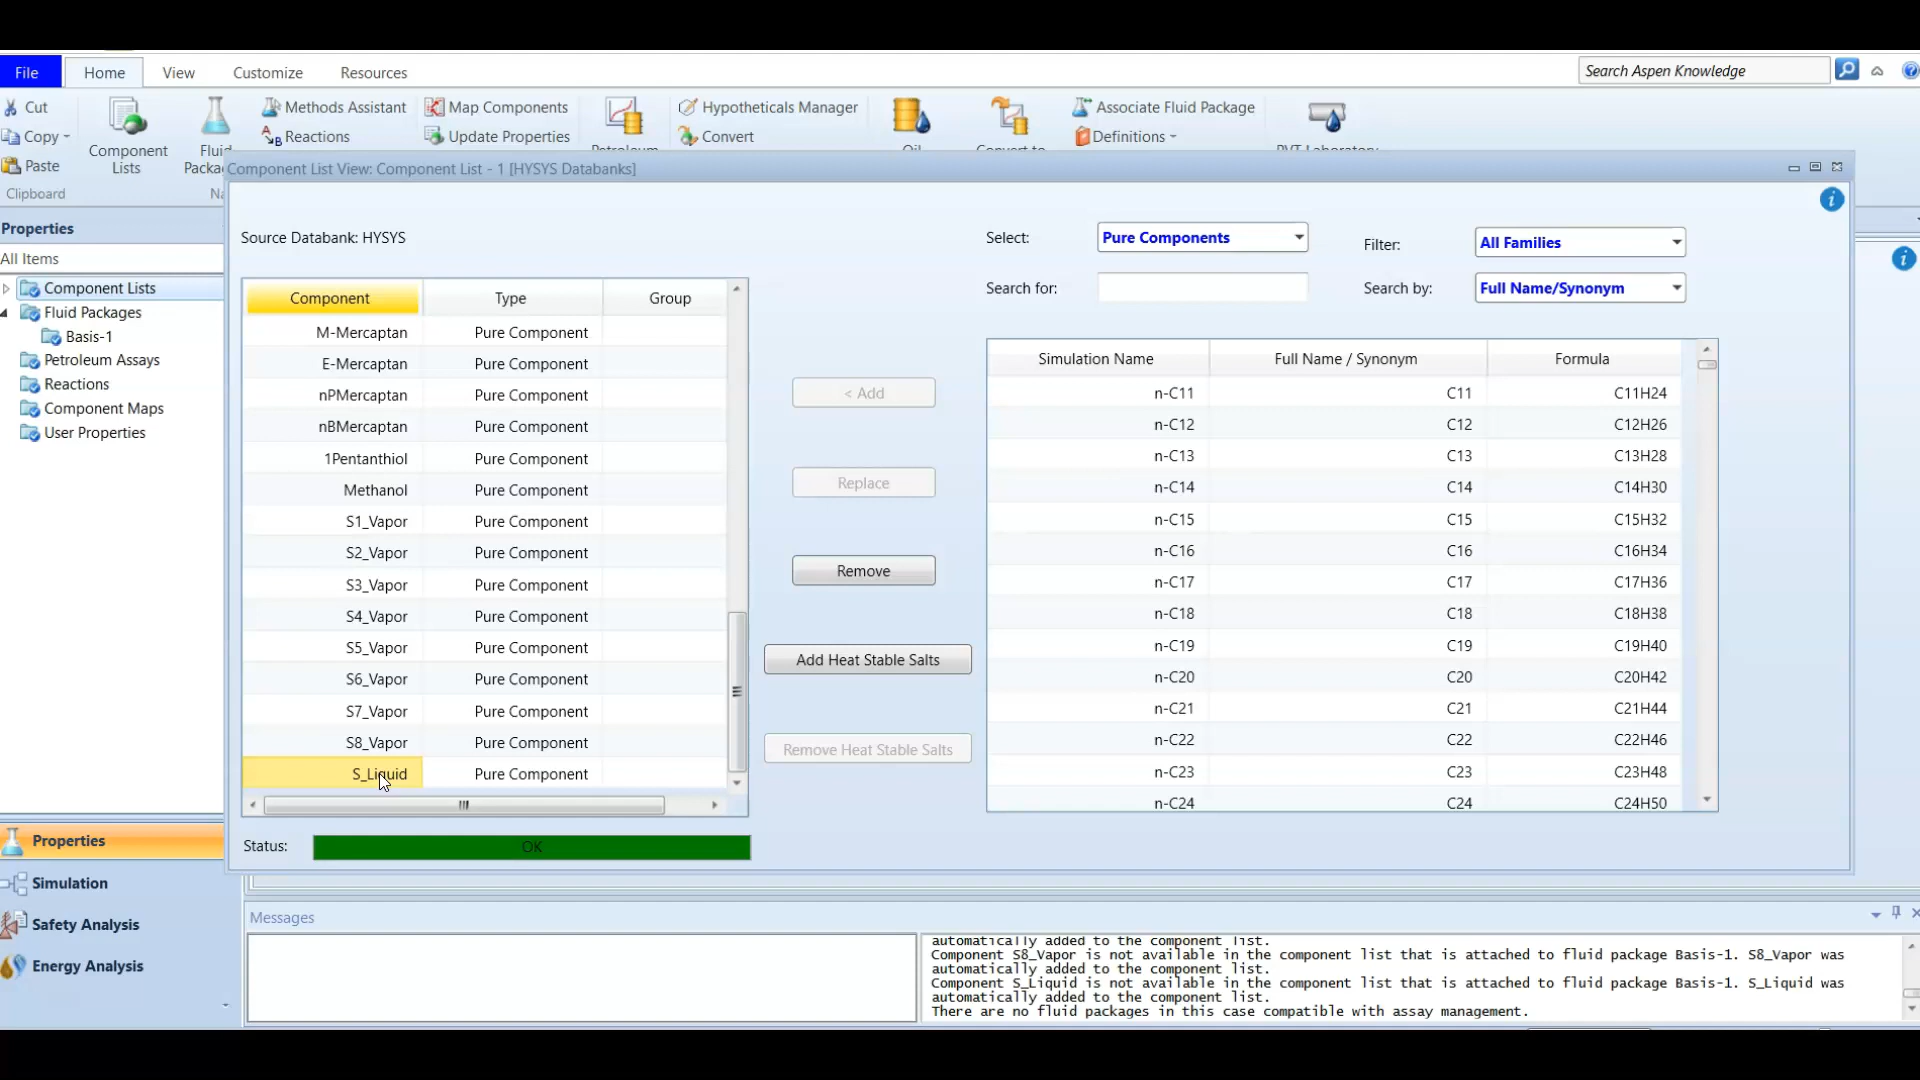 File Home View Customize Resources
Search Aspen Knowledge
Cut
Copy
Paste
Clipboard
Component
Lists
Fluid
Packa
Methods Assistant
Reactions
Map Components
Update Properties
Hypotheticals Manager
Convert
Associate Fluid Package
Definitions
Component List View: Component List - 1 [HYSYS Databanks]
Properties
All Items
Component Lists
Fluid Packages
Basis-1
Petroleum Assays
Reactions
Component Maps
User Properties
Properties
Simulation
Safety Analysis
Energy Analysis
Source Databank: HYSYS
Select: Pure Components
Filter: All Families
Search for:
Search by: Full Name/Synonym
Component Type Group
M-Mercaptan Pure Component
E-Mercaptan Pure Component
nPMercaptan Pure Component
nBMercaptan Pure Component
1Pentanthiol Pure Component
Methanol Pure Component
S1_Vapor Pure Component
S2_Vapor Pure Component
S3_Vapor Pure Component
S4_Vapor Pure Component
S5_Vapor Pure Component
S6_Vapor Pure Component
S7_Vapor Pure Component
S8_Vapor Pure Component
S_Liquid Pure Component
Status: OK
< Add
Replace
Remove
Add Heat Stable Salts
Remove Heat Stable Salts
Simulation Name Full Name / Synonym Formula
n-C11 C11 C11H24
n-C12 C12 C12H26
n-C13 C13 C13H28
n-C14 C14 C14H30
n-C15 C15 C15H32
n-C16 C16 C16H34
n-C17 C17 C17H36
n-C18 C18 C18H38
n-C19 C19 C19H40
n-C20 C20 C20H42
n-C21 C21 C21H44
n-C22 C22 C22H46
n-C23 C23 C23H48
n-C24 C24 C24H50
Messages
automatically added to the component list.
Component S8_Vapor is not available in the component list that is attached to fluid package Basis-1. S8_Vapor was
automatically added to the component list.
Component S_Liquid is not available in the component list that is attached to fluid package Basis-1. S_Liquid was
automatically added to the component list.
There are no fluid packages in this case compatible with assay management.